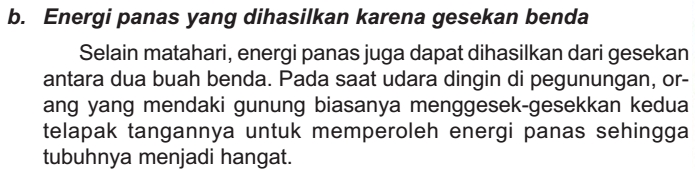 b. Energi panas yang dihasilkan karena gesekan benda
Selain matahari, energi panas juga dapat dihasilkan dari gesekan
antara dua buah benda. Pada saat udara dingin di pegunungan, or-
ang yang mendaki gunung biasanya menggesek-gesekkan kedua
telapak tangannya untuk memperoleh energi panas sehingga
tubuhnya menjadi hangat.